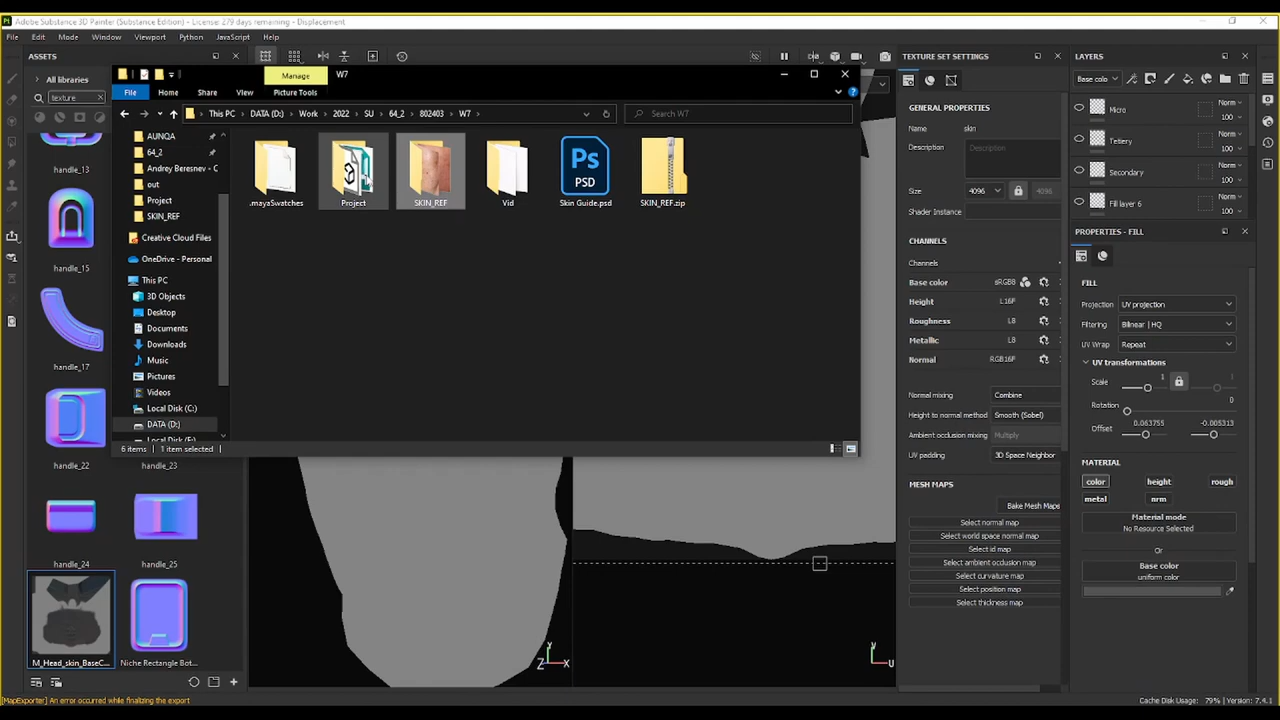 Adobe Substance 3D Painter (Substance Edition) - License: 279 days remaining - Displacement
File Edit Mode Window Viewport Python JavaScript Help
ASSETS
All libraries
texture
handle_13
handle_15
handle_17
handle_22
handle_23
handle_24
handle_25
M_Head_skin_BaseC...
Niche Rectangle Bot...
Manage
W7
File Home Share View Picture Tools
This PC DATA (D:) Work 2022 SU 64_2 802403 W7
Search W7
AUNQA
64_2
Andrey Beresnev - C
out
Project
SKIN_REF
Creative Cloud Files
OneDrive - Personal
This PC
3D Objects
Desktop
Documents
Downloads
Music
Pictures
Videos
Local Disk (C:)
DATA (D:)
.mayaSwatches
Project
SKIN_REF
Vid
Ps
PSD
Skin Guide.psd
SKIN_REF.zip
6 items 1 item selected
Z X
Y
Y
U
TEXTURE SET SETTINGS
GENERAL PROPERTIES
Name skin
Description Description
Size 4096 4096
Shader Instance
CHANNELS
Channels
Base color sRGB8
Height L16F
Roughness L8
Metallic L8
Normal RGB16F
Normal mixing Combine
Height to normal method Smooth (Sobel)
Ambient occlusion mixing Multiply
UV padding 3D Space Neighbor
MESH MAPS
Bake Mesh Maps
Select normal map
Select world space normal map
Select id map
Select ambient occlusion map
Select curvature map
Select position map
Select thickness map
LAYERS
Base colo
Micro Norm 100
Tetiery Norm 100
Secondary Norm 100
Fill layer 6 Norm 100
PROPERTIES - FILL
FILL
Projection UV projection
Filtering Bilinear | HQ
UV Wrap Repeat
UV transformations
Scale 1 1
Rotation 0
Offset 0.063755 -0.005313
MATERIAL
color height rough
metal nrm
Material mode
No Resource Selected
Or
Base color
uniform color
[MapExporter] An error occurred while finalizing the export
Cache Disk Usage: 79% | Version: 7.4.1